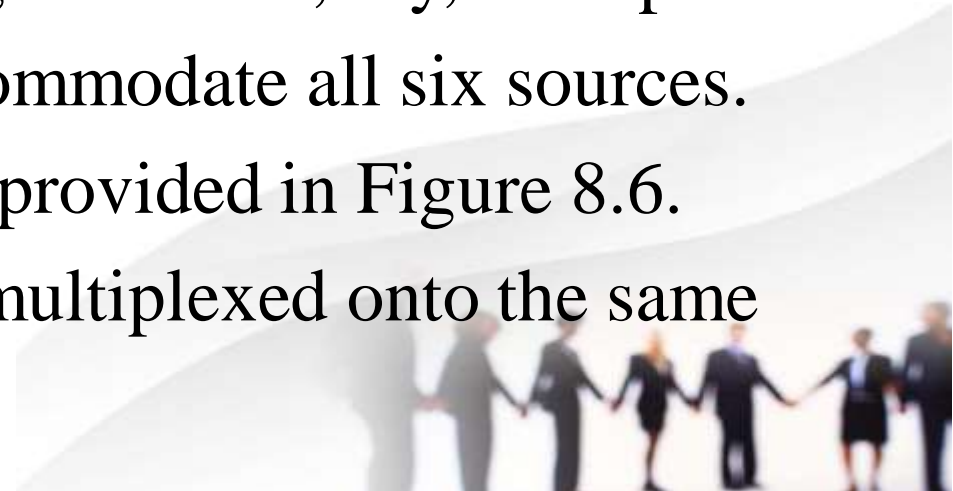 ommodate all six sources.
provided in Figure 8.6.
multiplexed onto the same